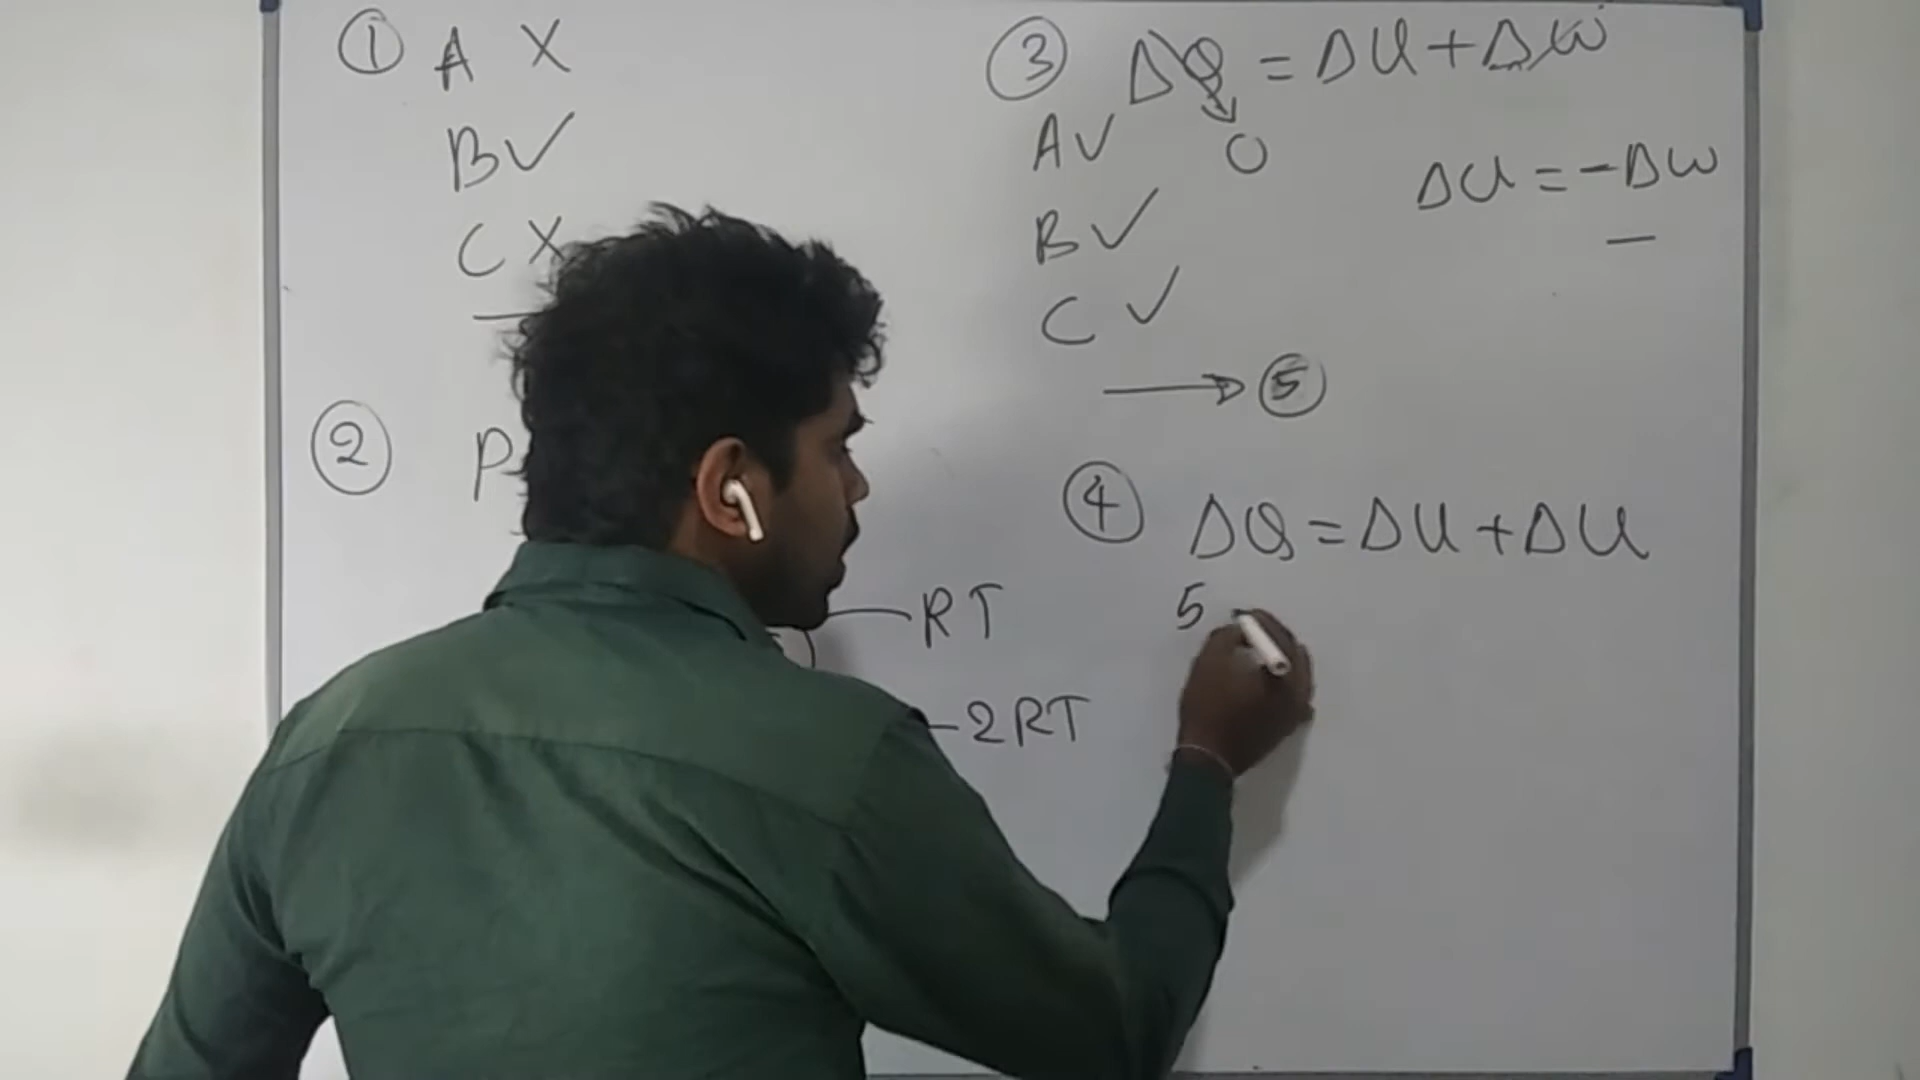 ① A X
B ✓
C X
② P
RT
2RT
③ ΔQ = ΔU + ΔW
0
A ✓
ΔU = -ΔW
B ✓
C ✓
→ ⑤
④ ΔQ = ΔU + ΔU
5